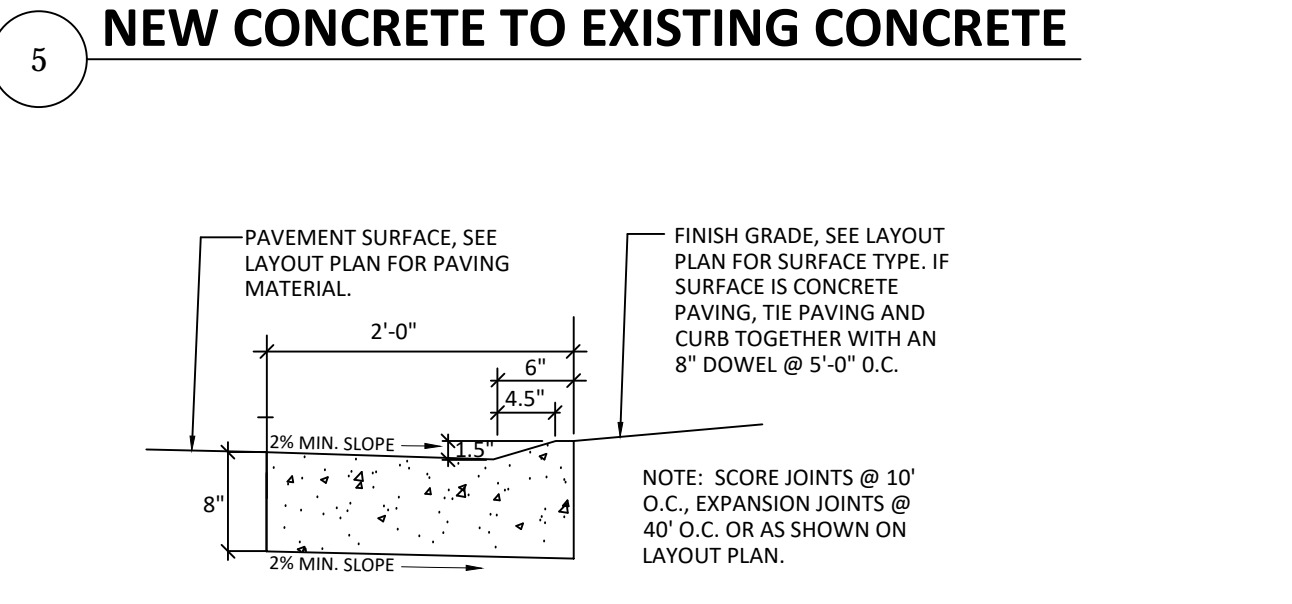 5
NEW CONCRETE TO EXISTING CONCRETE
PAVEMENT SURFACE, SEE
LAYOUT PLAN FOR PAVING
MATERIAL.
FINISH GRADE, SEE LAYOUT
PLAN FOR SURFACE TYPE. IF
SURFACE IS CONCRETE
PAVING, TIE PAVING AND
CURB TOGETHER WITH AN
8" DOWEL @ 5'-0" 0.C.
2'-0"
6"
4.5"
2% MIN. SLOPE
1.5"
8"
2% MIN. SLOPE
NOTE:  SCORE JOINTS @ 10'
O.C., EXPANSION JOINTS @
40' O.C. OR AS SHOWN ON
LAYOUT PLAN.